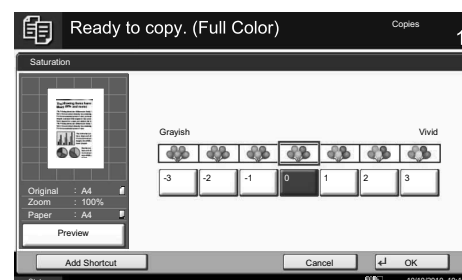 Ready to copy. (Full Color)
Copies
Saturation
Grayish
Vivid
-3 -2 -1 0 1 2 3
Original : A4
Zoom : 100%
Paper : A4
Preview
Add Shortcut
Cancel
OK